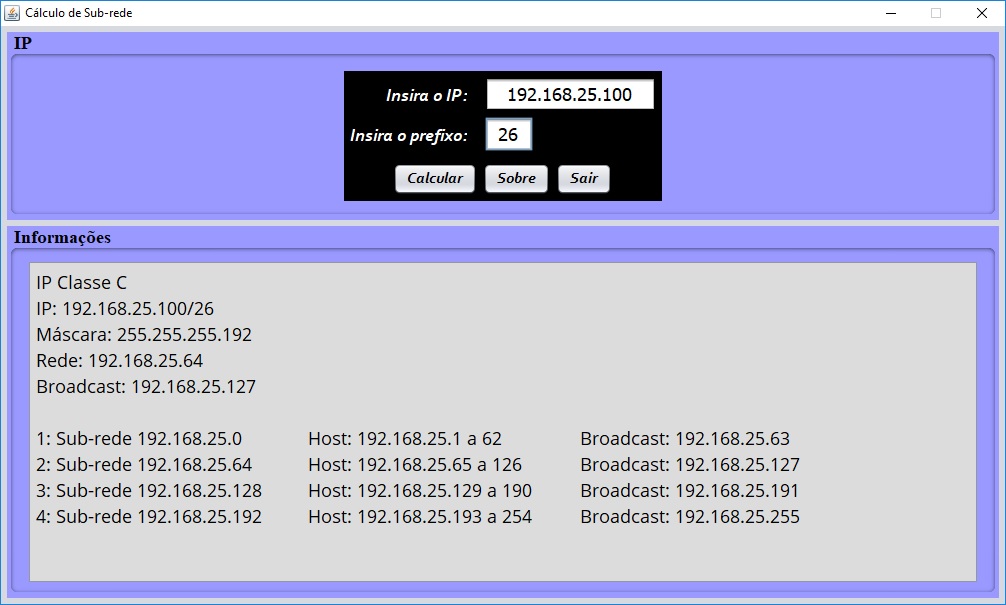 Cálculo de Sub-rede
IP
Insira o IP: 192.168.25.100
Insira o prefixo: 26
Calcular Sobre Sair
Informações
IP Classe C
IP: 192.168.25.100/26
Máscara: 255.255.255.192
Rede: 192.168.25.64
Broadcast: 192.168.25.127
1: Sub-rede 192.168.25.0 Host: 192.168.25.1 a 62 Broadcast: 192.168.25.63
2: Sub-rede 192.168.25.64 Host: 192.168.25.65 a 126 Broadcast: 192.168.25.127
3: Sub-rede 192.168.25.128 Host: 192.168.25.129 a 190 Broadcast: 192.168.25.191
4: Sub-rede 192.168.25.192 Host: 192.168.25.193 a 254 Broadcast: 192.168.25.255